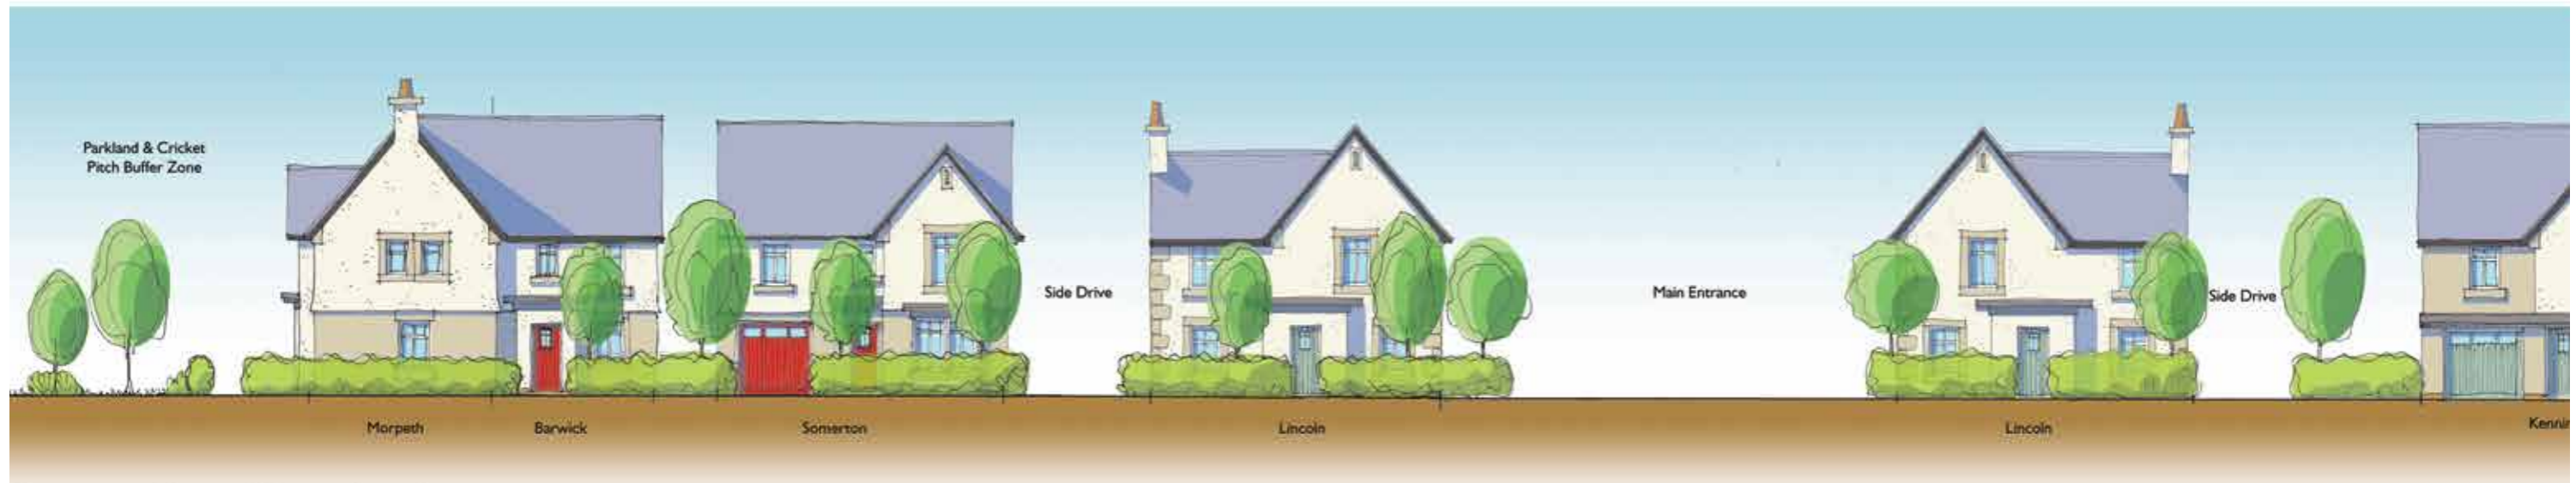 Parkland & Cricket
Pitch Buffer Zone
Side Drive
Main Entrance
Side Drive
Morpeth
Barwick
Somerton
Lincoln
Lincoln